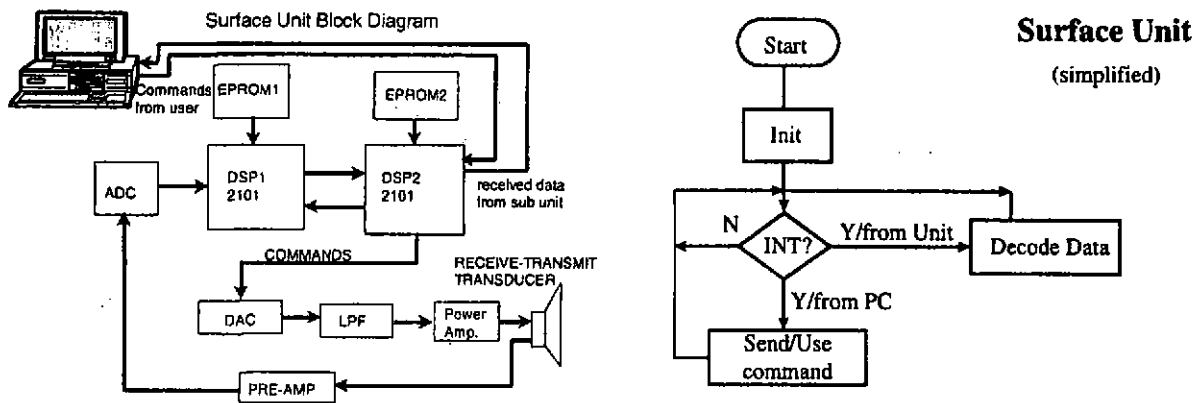 Surface Unit Block Diagram
Commands
from user
EPROM1
EPROM2
ADC
DSP1
2101
DSP2
2101
received data
from sub unit
COMMANDS
RECEIVE-TRANSMIT
TRANSDUCER
DAC
LPF
Power
Amp.
PRE-AMP
Surface Unit
(simplified)
Start
Init
N
INT?
Y/from Unit
Decode Data
Y/from PC
Send/Use
command